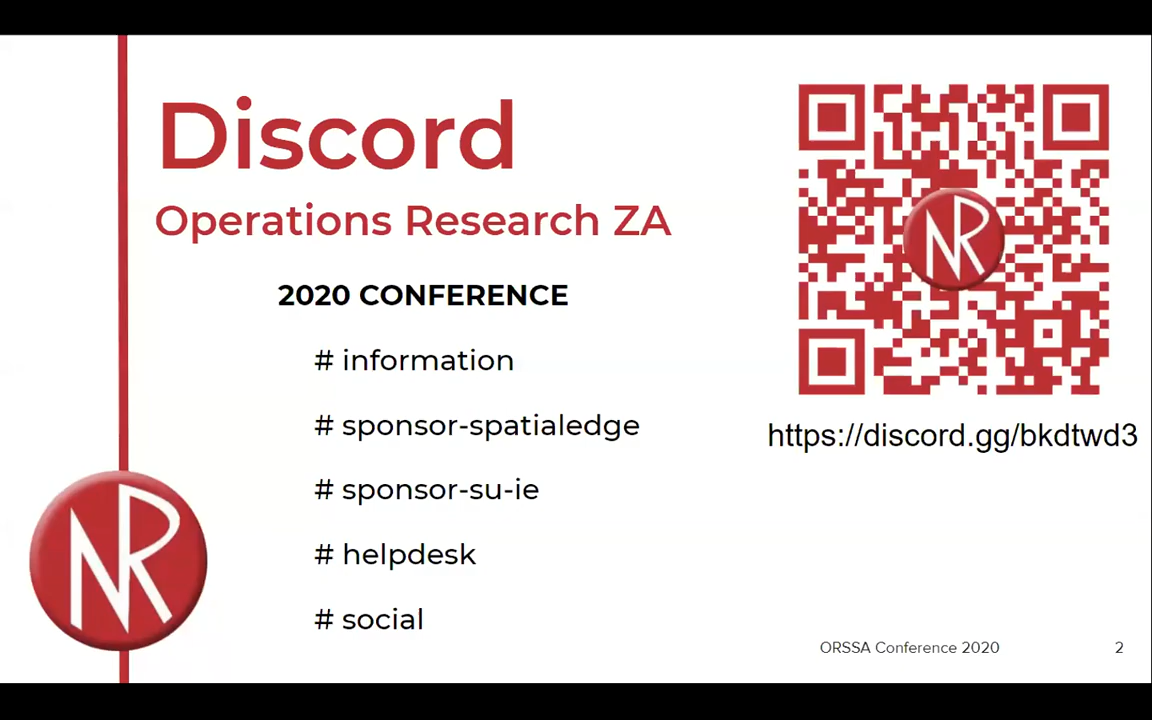 Discord
Operations Research ZA
2020 CONFERENCE
# information
# sponsor-spatialedge
# sponsor-su-ie
# helpdesk
# social
https://discord.gg/bkdtwd3
ORSSA Conference 2020
2